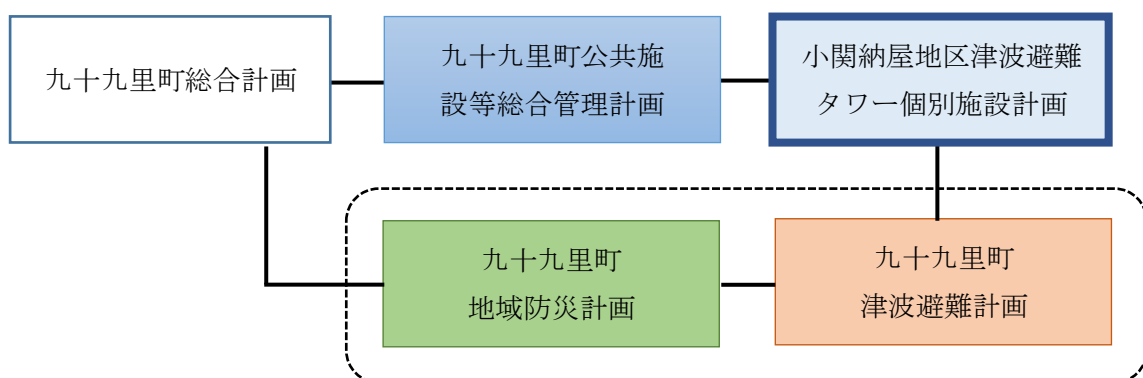 九十九里町総合計画
九十九里町公共施
設等総合管理計画
小関納屋地区津波避難
タワー個別施設計画
九十九里町
地域防災計画
九十九里町
津波避難計画